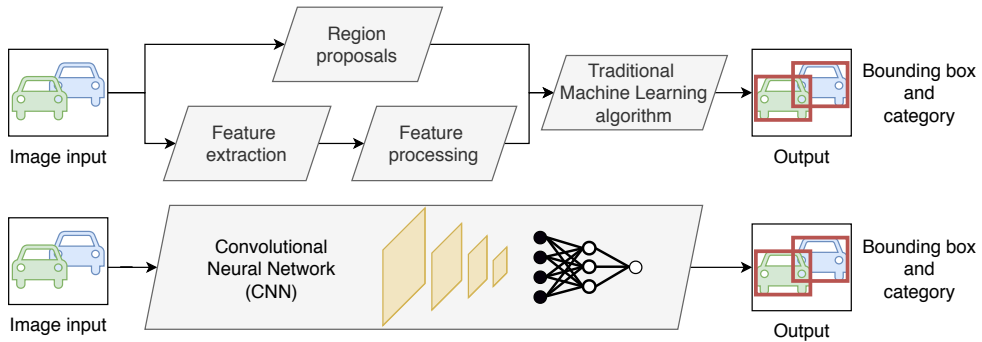 Region
proposals
Feature
extraction
Feature
processing
Traditional
Machine Learning
algorithm
Bounding box
and
category
Image input
Output
Convolutional
Neural Network
(CNN)
Bounding box
and
category
Image input
Output